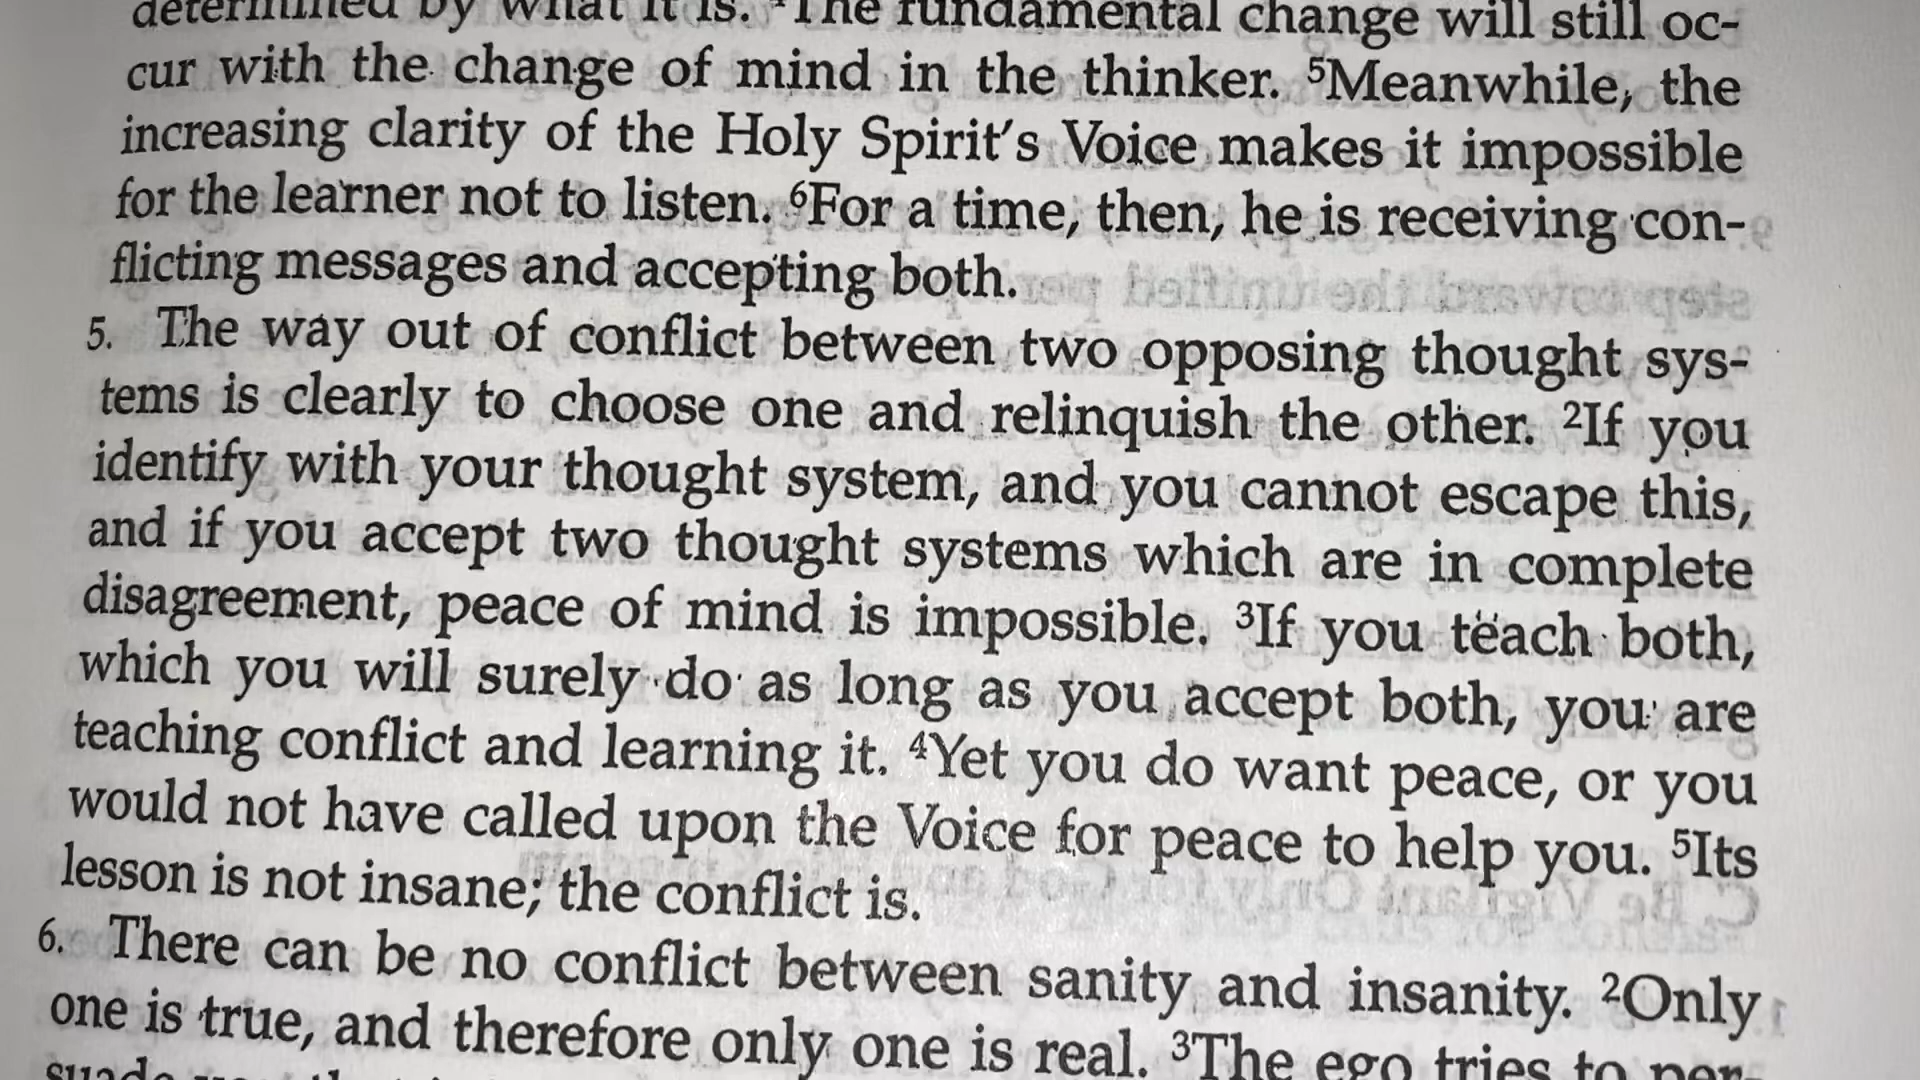 determined by what it is. ⁴The fundamental change will still oc-
cur with the change of mind in the thinker. ⁵Meanwhile, the
increasing clarity of the Holy Spirit's Voice makes it impossible
for the learner not to listen. ⁶For a time, then, he is receiving con-
flicting messages and accepting both.
5. The way out of conflict between two opposing thought sys-
tems is clearly to choose one and relinquish the other. ²If you
identify with your thought system, and you cannot escape this,
and if you accept two thought systems which are in complete
disagreement, peace of mind is impossible. ³If you teach both,
which you will surely do as long as you accept both, you are
teaching conflict and learning it. ⁴Yet you do want peace, or you
would not have called upon the Voice for peace to help you. ⁵Its
lesson is not insane; the conflict is.
6. There can be no conflict between sanity and insanity. ²Only
one is true, and therefore only one is real. ³The ego tries to per-